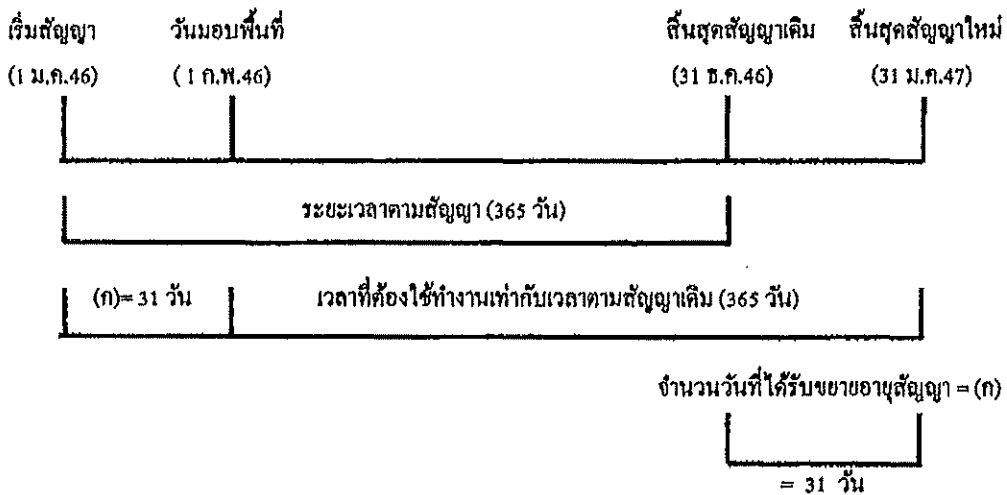 เริ่มสัญญา วันมอบพื้นที่ สิ้นสุดสัญญาเดิม สิ้นสุดสัญญาใหม่
(1 ม.ค.46) (1 ก.พ.46) (31 ธ.ค.46) (31 ม.ค.47)
ระยะเวลาตามสัญญา (365 วัน)
(ก)= 31 วัน เวลาที่ต้องใช้ทำงานเท่ากับเวลาตามสัญญาเดิม (365 วัน)
จำนวนวันที่ได้รับขยายอายุสัญญา = (ก)
= 31 วัน